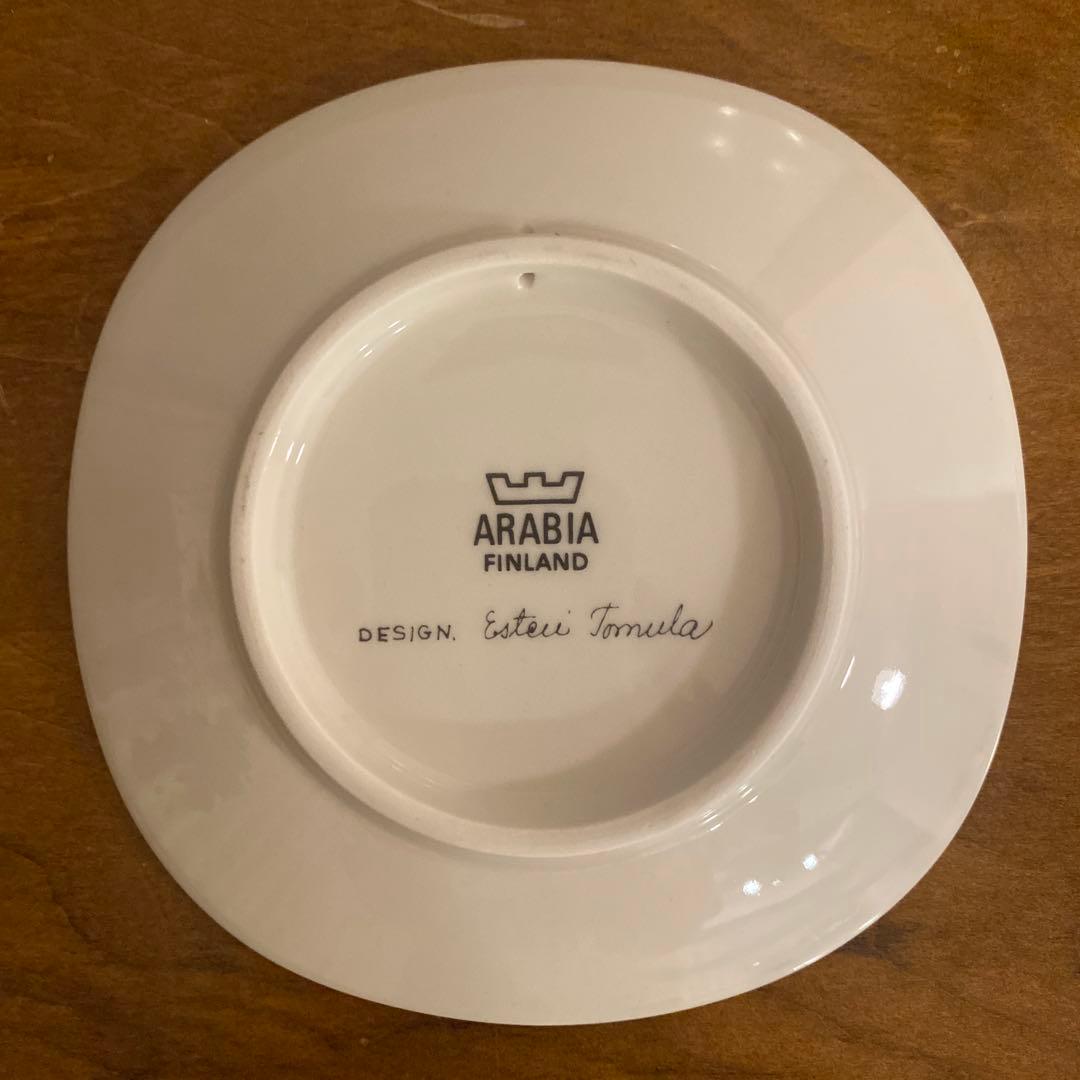 ARABIA
FINLAND
DESIGN. Esteri Tomula